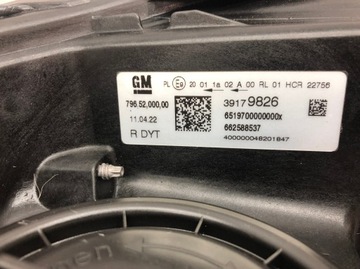 GM
PL 20 01 1a 02 A 00 RL 01 HCR 22756
796.52.000.00
39179826
11.04.22
6519700000000x
R DYT
662588537
400000046201847